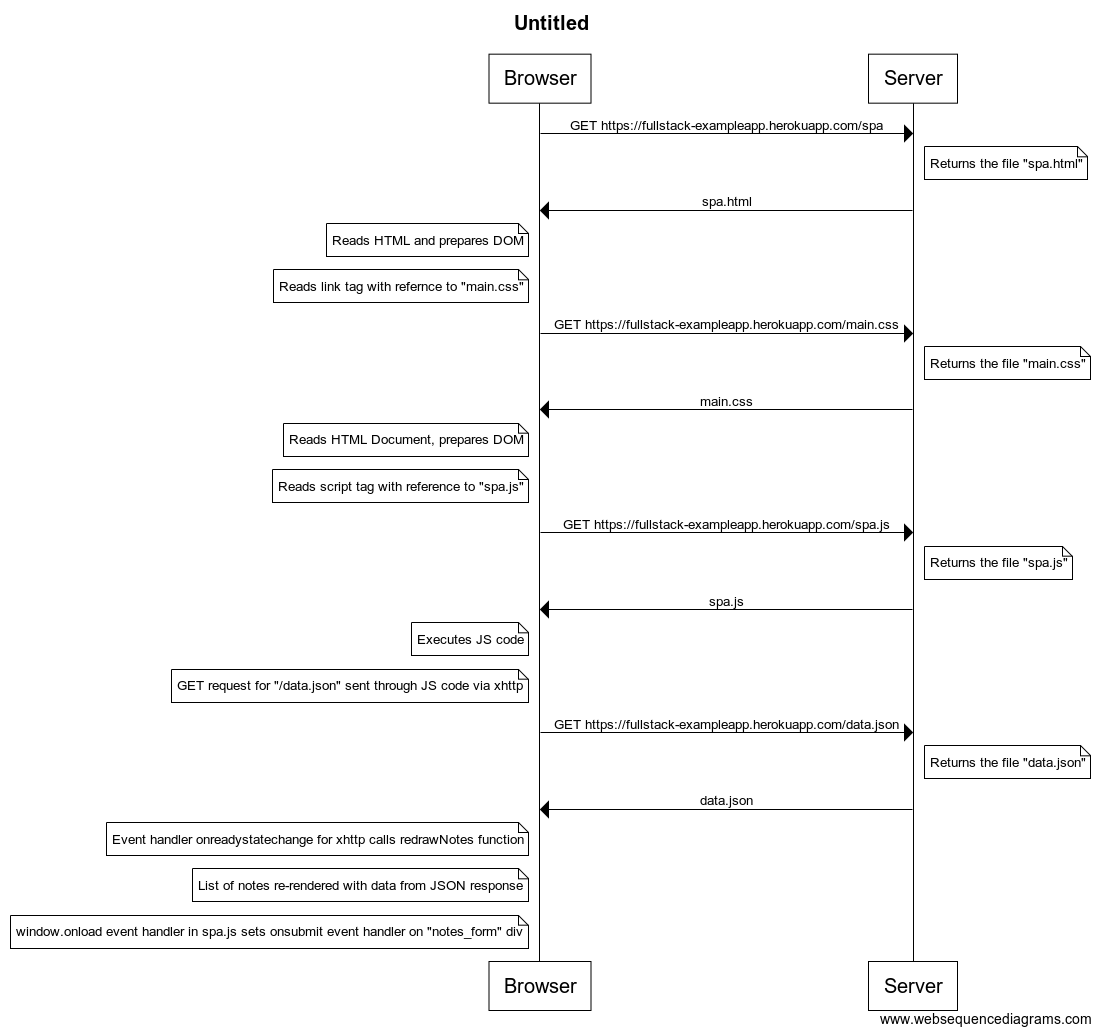 Untitled
Browser
Server
GET https://fullstack-exampleapp.herokuapp.com/spa
Returns the file "spa.html"
spa.html
Reads HTML and prepares DOM
Reads link tag with refernce to "main.css"
GET https://fullstack-exampleapp.herokuapp.com/main.css
Returns the file "main.css"
main.css
Reads HTML Document, prepares DOM
Reads script tag with reference to "spa.js"
GET https://fullstack-exampleapp.herokuapp.com/spa.js
Returns the file "spa.js"
spa.js
Executes JS code
GET request for "/data.json" sent through JS code via xhttp
GET https://fullstack-exampleapp.herokuapp.com/data.json
Returns the file "data.json"
data.json
Event handler onreadystatechange for xhttp calls redrawNotes function
List of notes re-rendered with data from JSON response
window.onload event handler in spa.js sets onsubmit event handler on "notes_form" div
Browser
Server
www.websequencediagrams.com